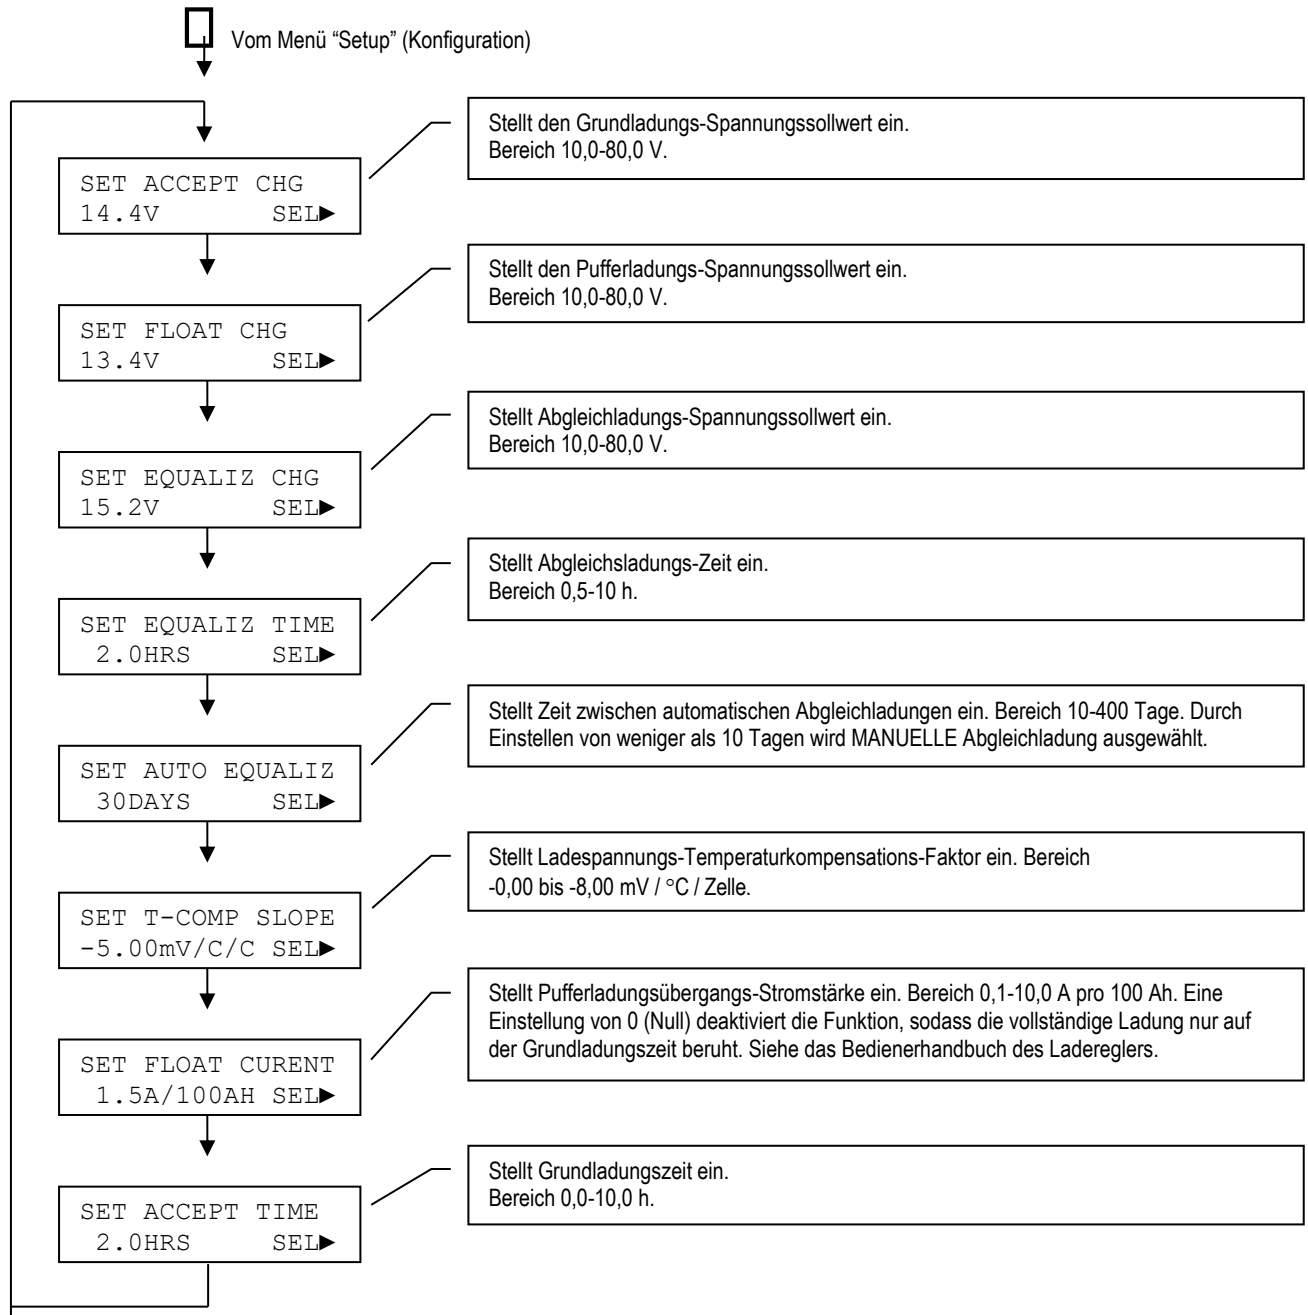 Vom Menü “Setup” (Konfiguration)
Stellt den Grundladungs-Spannungssollwert ein.
Bereich 10,0-80,0 V.
SET ACCEPT CHG
14.4V SEL►
Stellt den Pufferladungs-Spannungssollwert ein.
Bereich 10,0-80,0 V.
SET FLOAT CHG
13.4V SEL►
Stellt Abgleichladungs-Spannungssollwert ein.
Bereich 10,0-80,0 V.
SET EQUALIZ CHG
15.2V SEL►
Stellt Abgleichsladungs-Zeit ein.
Bereich 0,5-10 h.
SET EQUALIZ TIME
2.0HRS SEL►
Stellt Zeit zwischen automatischen Abgleichladungen ein. Bereich 10-400 Tage. Durch
Einstellen von weniger als 10 Tagen wird MANUELLE Abgleichladung ausgewählt.
SET AUTO EQUALIZ
30DAYS SEL►
Stellt Ladespannungs-Temperaturkompensations-Faktor ein. Bereich
-0,00 bis -8,00 mV / °C / Zelle.
SET T-COMP SLOPE
-5.00mV/C/C SEL►
Stellt Pufferladungsübergangs-Stromstärke ein. Bereich 0,1-10,0 A pro 100 Ah. Eine
Einstellung von 0 (Null) deaktiviert die Funktion, sodass die vollständige Ladung nur auf
der Grundladungszeit beruht. Siehe das Bedienerhandbuch des Ladereglers.
SET FLOAT CURENT
1.5A/100AH SEL►
Stellt Grundladungszeit ein.
Bereich 0,0-10,0 h.
SET ACCEPT TIME
2.0HRS SEL►